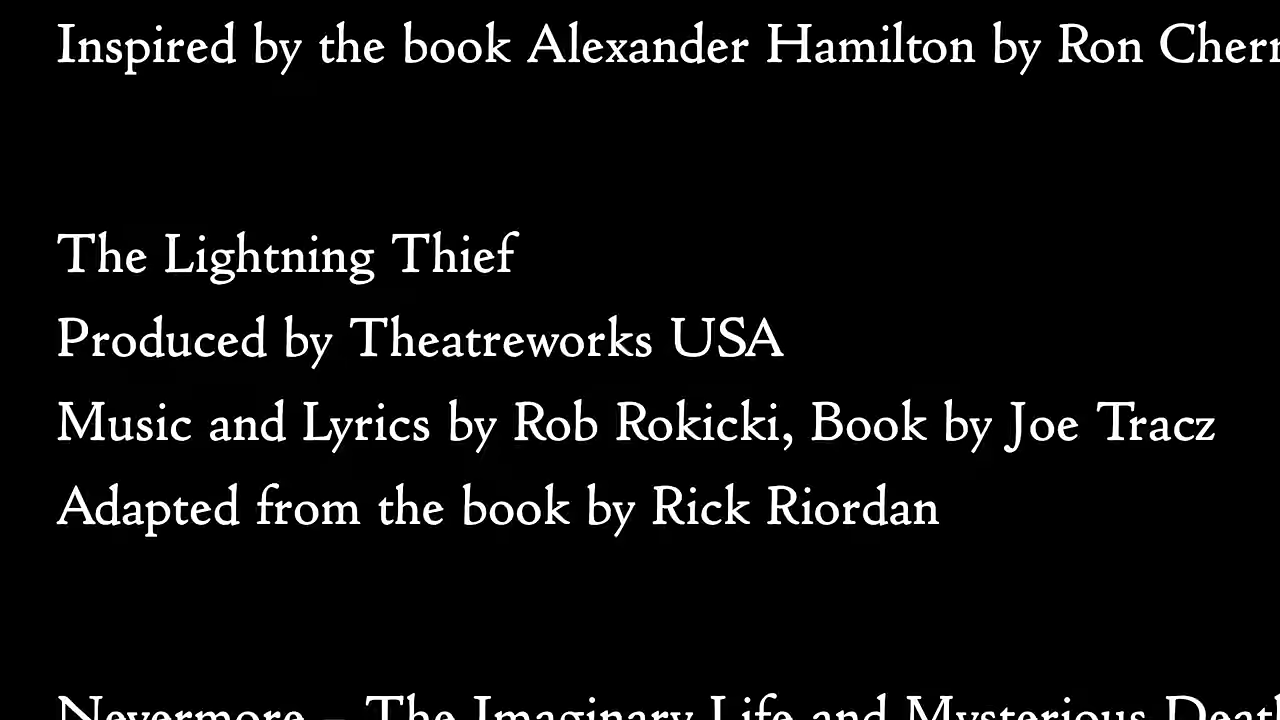 Inspired by the book Alexander Hamilton by Ron Chern
The Lightning Thief
Produced by Theatreworks USA
Music and Lyrics by Rob Rokicki, Book by Joe Tracz
Adapted from the book by Rick Riordan
Nevermore – The Imaginary Life and Mysterious Deat